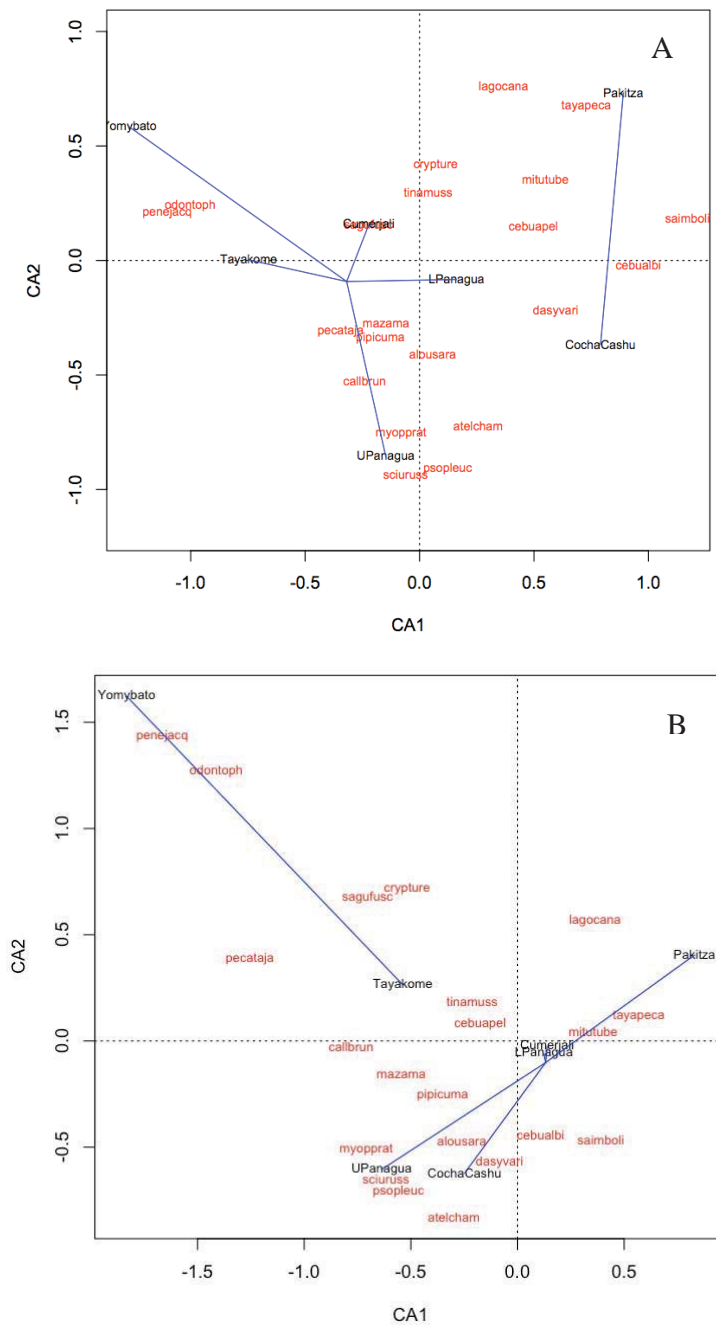 A
1.0
0.5
0.0
-0.5
-1.0
CA2
lagocana
Pakitza
tayapeca
Yomybato
crypture
tinamuss
mitutube
odontoph
penejacq
Cumerjali
cebuapel
saimboli
Tayakome
cebualbi
LPanagua
dasyvari
mazama
pecataja
pipicuma
CochaCashu
alousara
callbrun
atelcham
myopprat
UPanagua
psopleuc
sciuruss
-1.0 -0.5 0.0 0.5 1.0
CA1
B
1.5
1.0
0.5
0.0
-0.5
CA2
Yomybato
penejacq
odontoph
crypture
sagufusc
lagocana
pecataja
Pakitza
Tayakome
tinamuss
tayapeca
cebuapel
mitutube
Cumerjali
callbrun
LPanagua
mazama
pipicuma
cebualbi
alousara
saimboli
myopprat
dasyvari
UPanagua
CochaCashu
sciuruss
psopleuc
atelcham
-1.5 -1.0 -0.5 0.0 0.5
CA1